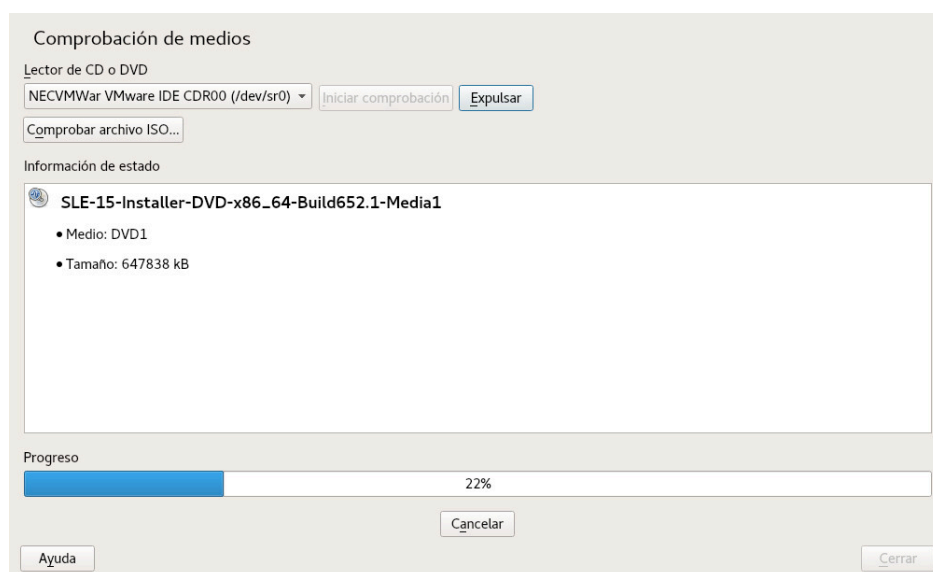 Comprobación de medios
Lector de CD o DVD
NECVMWar VMware IDE CDR00 (/dev/sr0) Iniciar comprobación Expulsar
Comprobar archivo ISO...
Información de estado
SLE-15-Installer-DVD-x86_64-Build652.1-Media1
• Medio: DVD1
• Tamaño: 647838 kB
Progreso
22%
Cancelar
Ayuda Cerrar